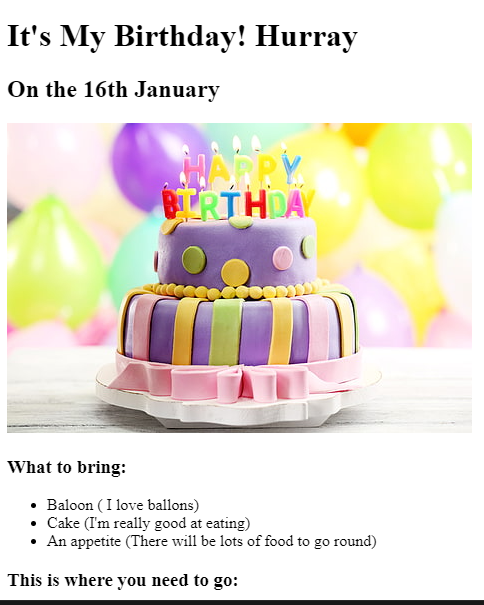 It's My Birthday! Hurray
On the 16th January
HAPPY
BIRTHDAY
What to bring:
Baloon ( I love ballons)
Cake (I'm really good at eating)
An appetite (There will be lots of food to go round)
This is where you need to go: